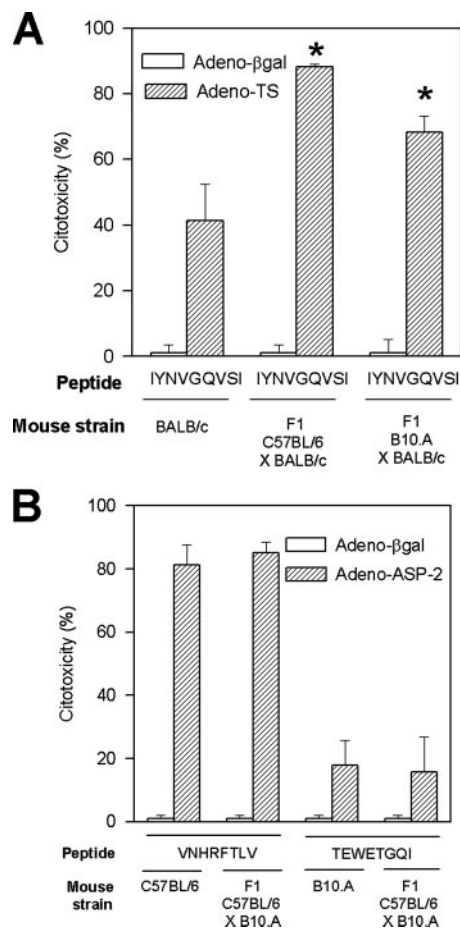 A
100
80
60
40
20
0
Citotoxicity (%)
Adeno-βgal
Adeno-TS
*
*
Peptide IYNVGQVSI IYNVGQVSI IYNVGQVSI
Mouse strain BALB/c F1 F1
C57BL/6 B10.A
X BALB/c X BALB/c
B
100
80
60
40
20
0
Citotoxicity (%)
Adeno-βgal
Adeno-ASP-2
Peptide VNHRFTLV TEWETGQI
Mouse C57BL/6 F1 B10.A F1
strain C57BL/6 C57BL/6
X B10.A X B10.A